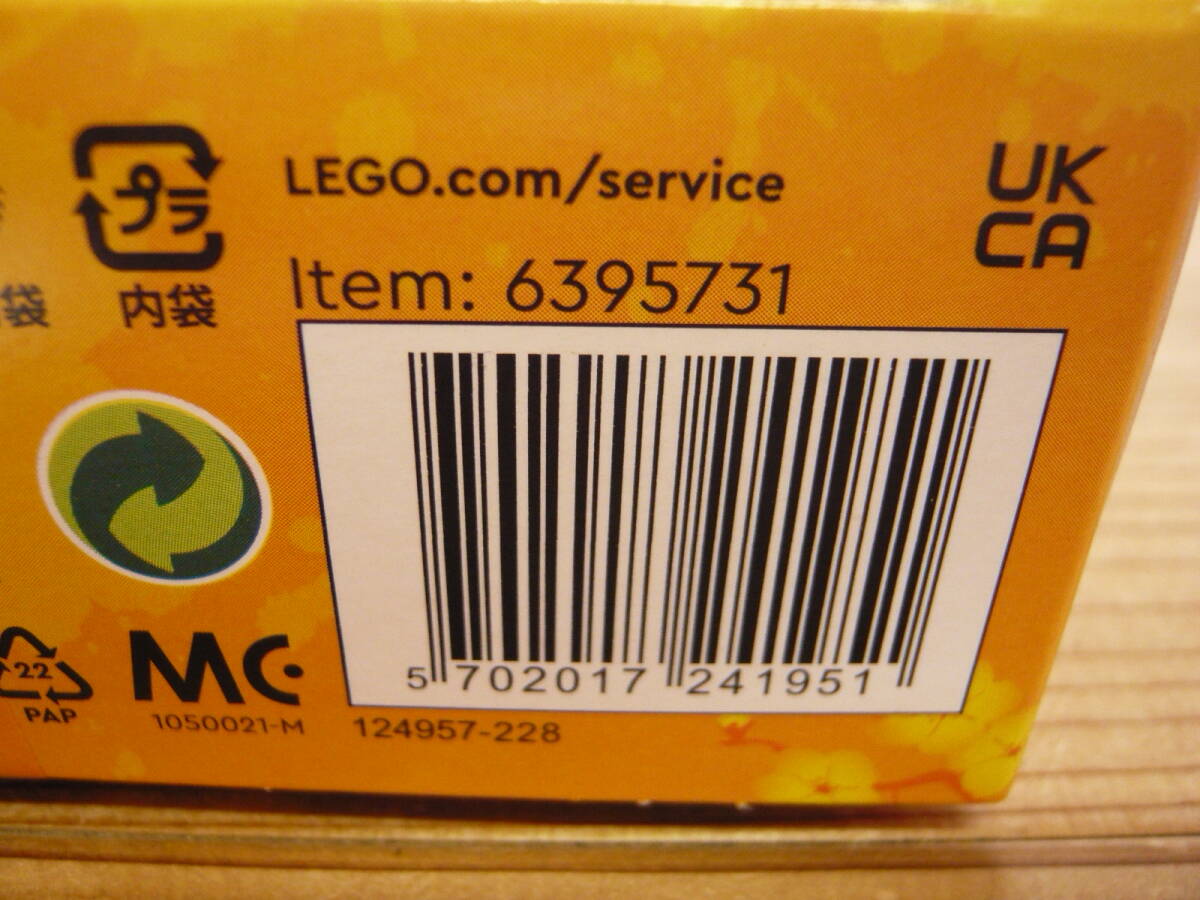 プラ
内袋
袋
LEGO.com/service
Item: 6395731
UK
CA
5 702017 241951
22
PAP
MC
1050021-M
124957-228